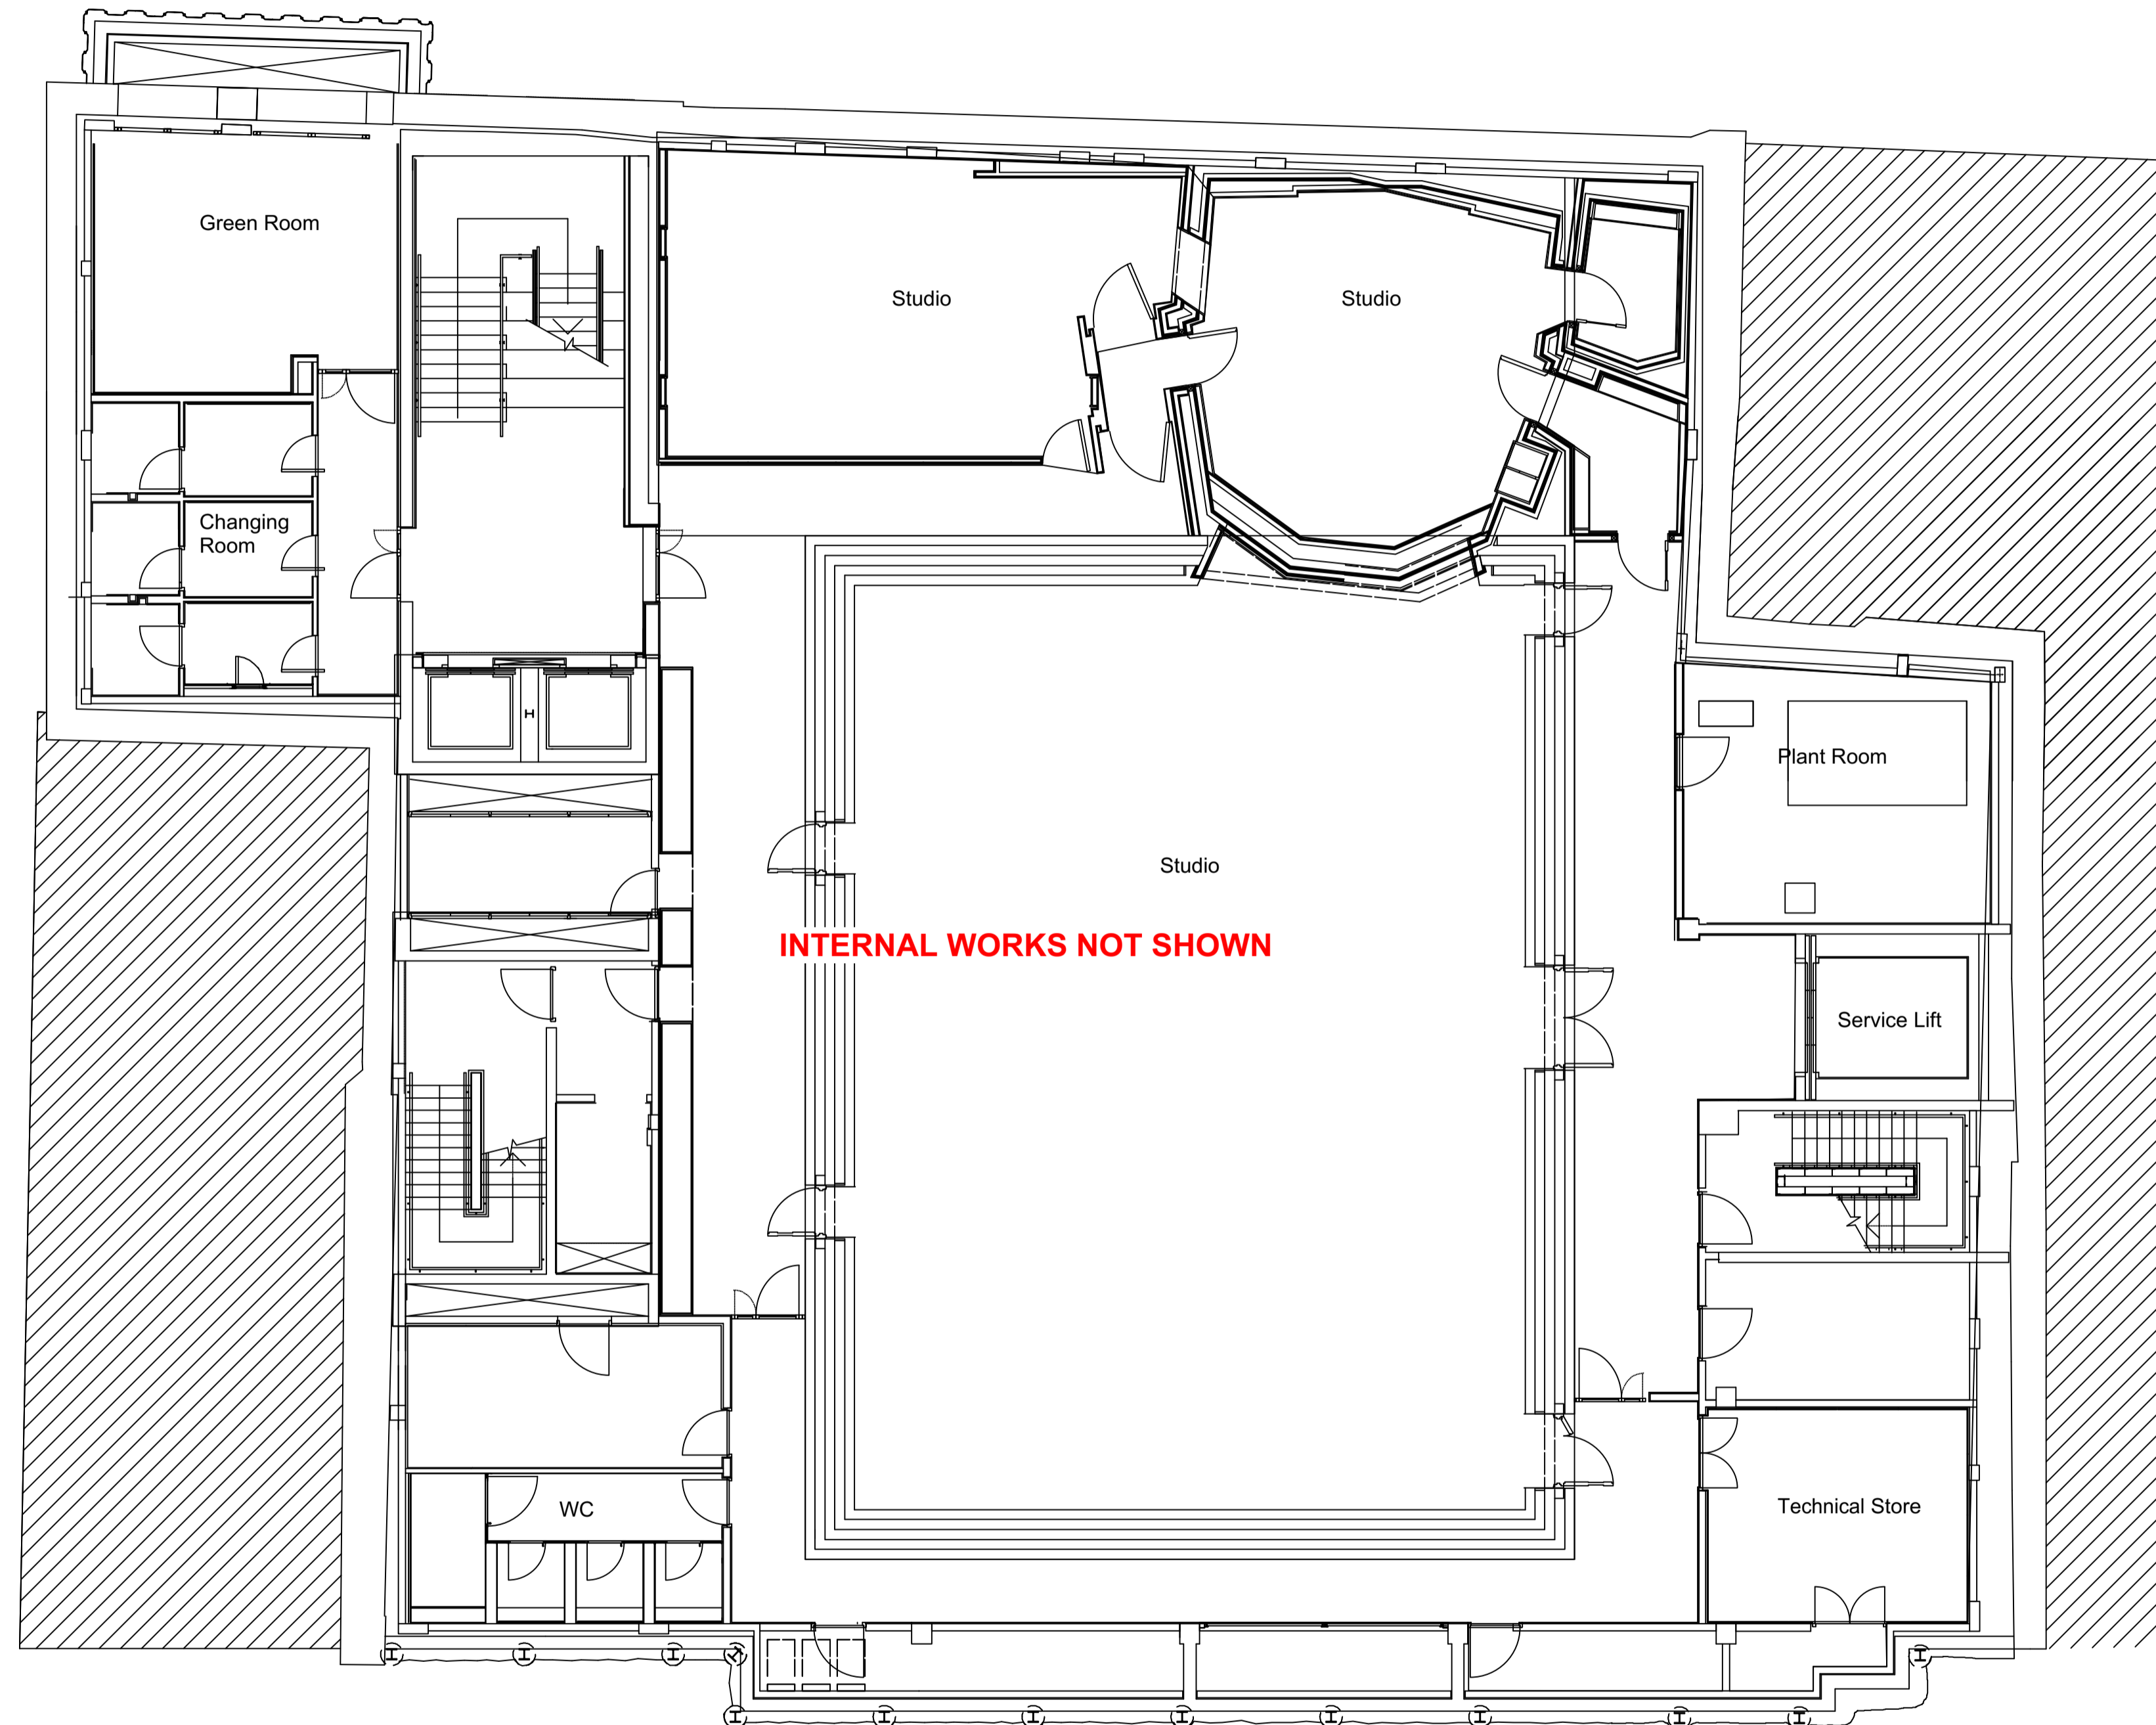 Green Room
Studio
Studio
Changing
Room
Plant Room
Studio
INTERNAL WORKS NOT SHOWN
Service Lift
WC
Technical Store